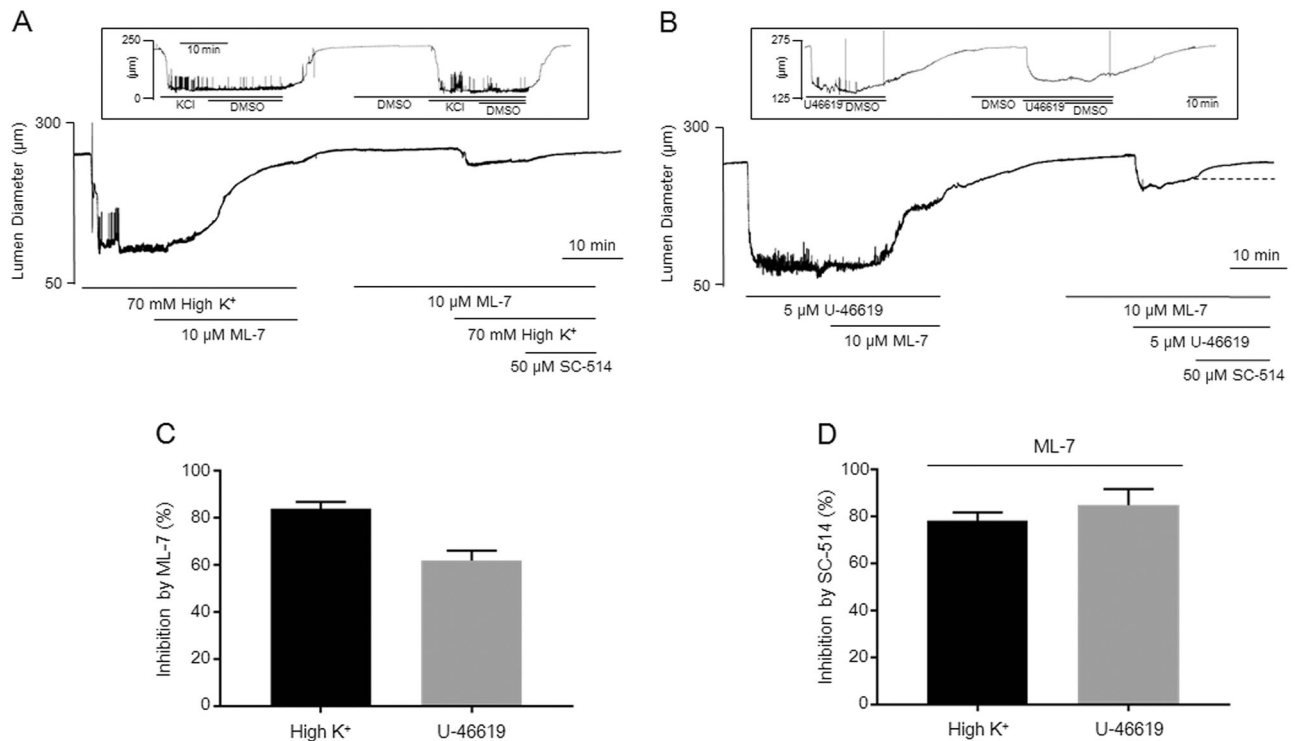 A
250
(µm)
0
10 min
KCl
DMSO
DMSO
KCl
DMSO
300
Lumen Diameter (µm)
50
10 min
70 mM High K⁺
10 µM ML-7
10 µM ML-7
70 mM High K⁺
50 µM SC-514
B
275
(µm)
125
U46619
DMSO
DMSO
U46619
DMSO
10 min
300
Lumen Diameter (µm)
50
10 min
5 µM U-46619
10 µM ML-7
10 µM ML-7
5 µM U-46619
50 µM SC-514
C
Inhibition by ML-7 (%)
100
80
60
40
20
0
High K⁺
U-46619
D
ML-7
Inhibition by SC-514 (%)
100
80
60
40
20
0
High K⁺
U-46619